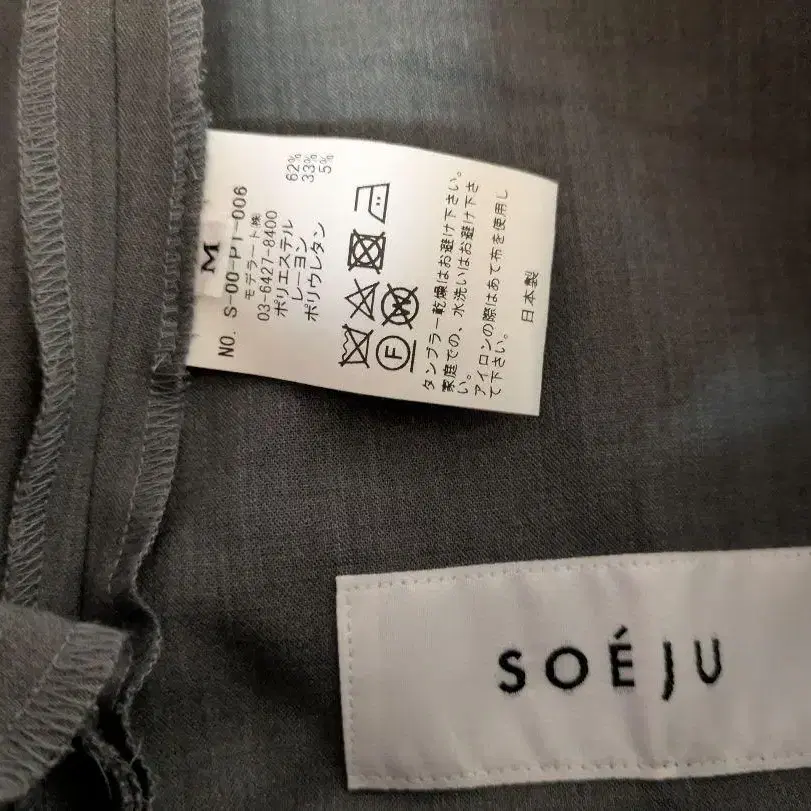 M
NO. S-00-P1-006
モデラート㈱
03-6427-8400
ポリエステル 62%
レーヨン 33%
ポリウレタン 5%
F
W
タンブラー乾燥はお避け下さい。
家庭での、水洗いはお避け下さ
い。
アイロンの際はあて布を使用し
て下さい。
日本製
SOÉJU